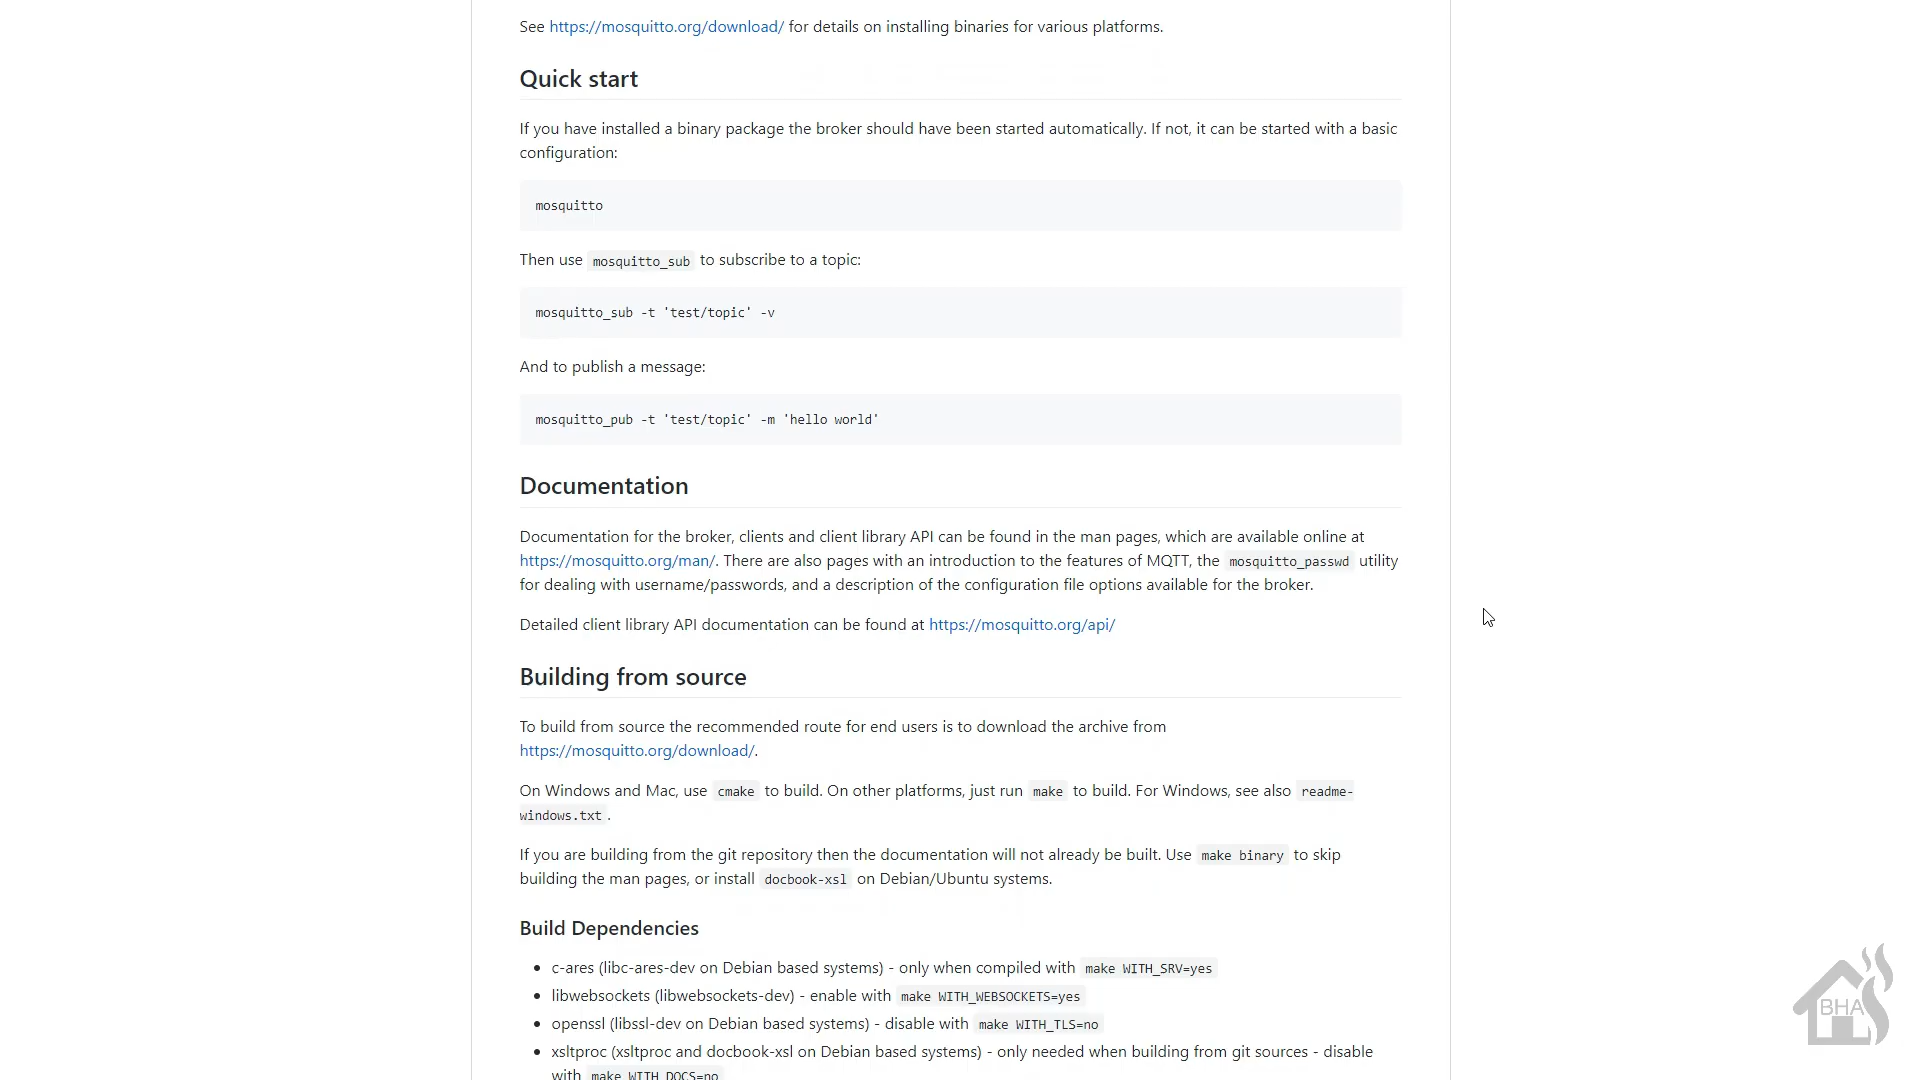 See https://mosquitto.org/download/ for details on installing binaries for various platforms.
Quick start
If you have installed a binary package the broker should have been started automatically. If not, it can be started with a basic
configuration:
mosquitto
Then use mosquitto_sub to subscribe to a topic:
mosquitto_sub -t 'test/topic' -v
And to publish a message:
mosquitto_pub -t 'test/topic' -m 'hello world'
Documentation
Documentation for the broker, clients and client library API can be found in the man pages, which are available online at
https://mosquitto.org/man/. There are also pages with an introduction to the features of MQTT, the mosquitto_passwd utility
for dealing with username/passwords, and a description of the configuration file options available for the broker.
Detailed client library API documentation can be found at https://mosquitto.org/api/
Building from source
To build from source the recommended route for end users is to download the archive from
https://mosquitto.org/download/.
On Windows and Mac, use cmake to build. On other platforms, just run make to build. For Windows, see also readme-
windows.txt .
If you are building from the git repository then the documentation will not already be built. Use make binary to skip
building the man pages, or install docbook-xsl on Debian/Ubuntu systems.
Build Dependencies
• c-ares (libc-ares-dev on Debian based systems) - only when compiled with make WITH_SRV=yes
• libwebsockets (libwebsockets-dev) - enable with make WITH_WEBSOCKETS=yes
• openssl (libssl-dev on Debian based systems) - disable with make WITH_TLS=no
• xsltproc (xsltproc and docbook-xsl on Debian based systems) - only needed when building from git sources - disable
with make WITH_DOCS=no
BHA